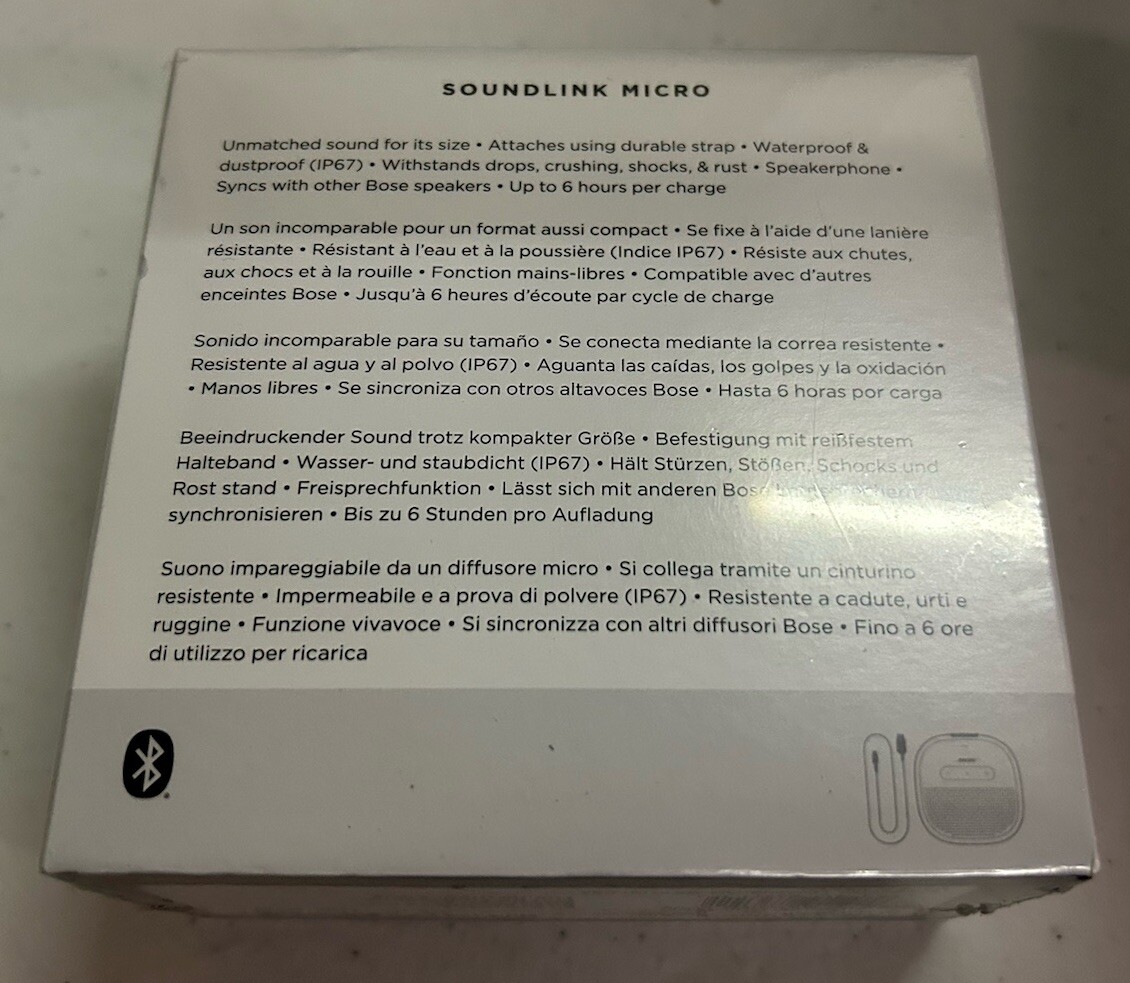 SOUNDLINK MICRO
Unmatched sound for its size • Attaches using durable strap • Waterproof &
dustproof (IP67) • Withstands drops, crushing, shocks, & rust • Speakerphone •
Syncs with other Bose speakers • Up to 6 hours per charge
Un son incomparable pour un format aussi compact • Se fixe à l'aide d'une lanière
résistante • Résistant à l'eau et à la poussière (Indice IP67) • Résiste aux chutes,
aux chocs et à la rouille • Fonction mains-libres • Compatible avec d'autres
enceintes Bose • Jusqu'à 6 heures d'écoute par cycle de charge
Sonido incomparable para su tamaño • Se conecta mediante la correa resistente •
Resistente al agua y al polvo (IP67) • Aguanta las caídas, los golpes y la oxidación
• Manos libres • Se sincroniza con otros altavoces Bose • Hasta 6 horas por carga
Beeindruckender Sound trotz kompakter Größe • Befestigung mit reißfestem
Halteband • Wasser- und staubdicht (IP67) • Hält Stürzen, Stößen, Schocks und
Rost stand • Freisprechfunktion • Lässt sich mit anderen Bose
synchronisieren • Bis zu 6 Stunden pro Aufladung
Suono impareggiabile da un diffusore micro • Si collega tramite un cinturino
resistente • Impermeabile e a prova di polvere (IP67) • Resistente a cadute, urti e
ruggine • Funzione vivavoce • Si sincronizza con altri diffusori Bose • Fino a 6 ore
di utilizzo per ricarica